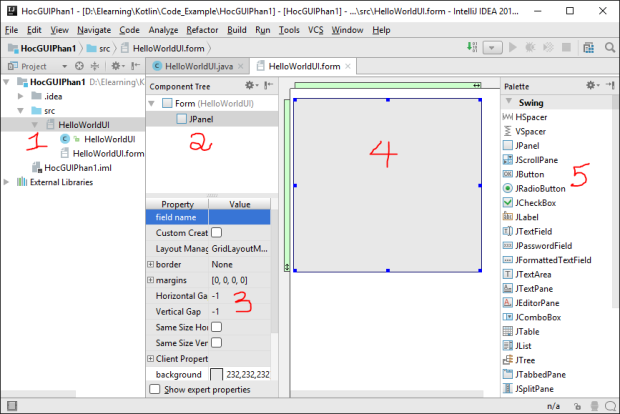 HocGUIPhan1 - [D:\Elearning\Kotlin\Code_Example\HocGUIPhan1] - [HocGUIPhan1] - ...\src\HelloWorldUI.form - IntelliJ IDEA 201...
File Edit View Navigate Code Analyze Refactor Build Run Tools VCS Window Help
HocGUIPhan1 src HelloWorldUI.form
Project
HocGUIPhan1 D:\Elearning\Kot
.idea
src
HelloWorldUI
HelloWorldUI
HelloWorldUI.form
HocGUIPhan1.iml
External Libraries
1
HelloWorldUI.java HelloWorldUI.form
Component Tree
Form (HelloWorldUI)
JPanel
2
Property Value
field name
Custom Creat
Layout Manag GridLayoutM...
border None
margins [0, 0, 0, 0]
Horizontal Ga -1
Vertical Gap -1
Same Size Hor
Same Size Ver
Client Propert
background 232,232,232
Show expert properties
3
4
Palette
Swing
HSpacer
VSpacer
JPanel
JScrollPane
JButton
JRadioButton
JCheckBox
JLabel
JTextField
JPasswordField
JFormattedTextField
JTextArea
JTextPane
JEditorPane
JComboBox
JTable
JList
JTree
JTabbedPane
JSplitPane
5
n/a